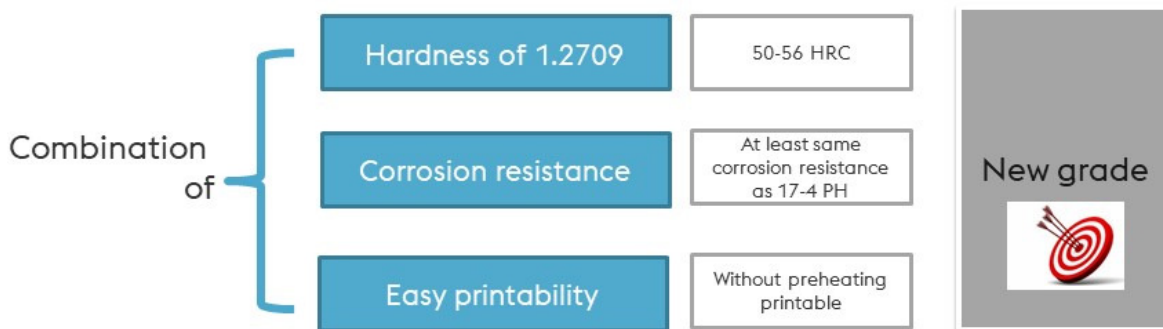 Combination
of
Hardness of 1.2709
50-56 HRC
Corrosion resistance
At least same
corrosion resistance
as 17-4 PH
Easy printability
Without preheating
printable
New grade